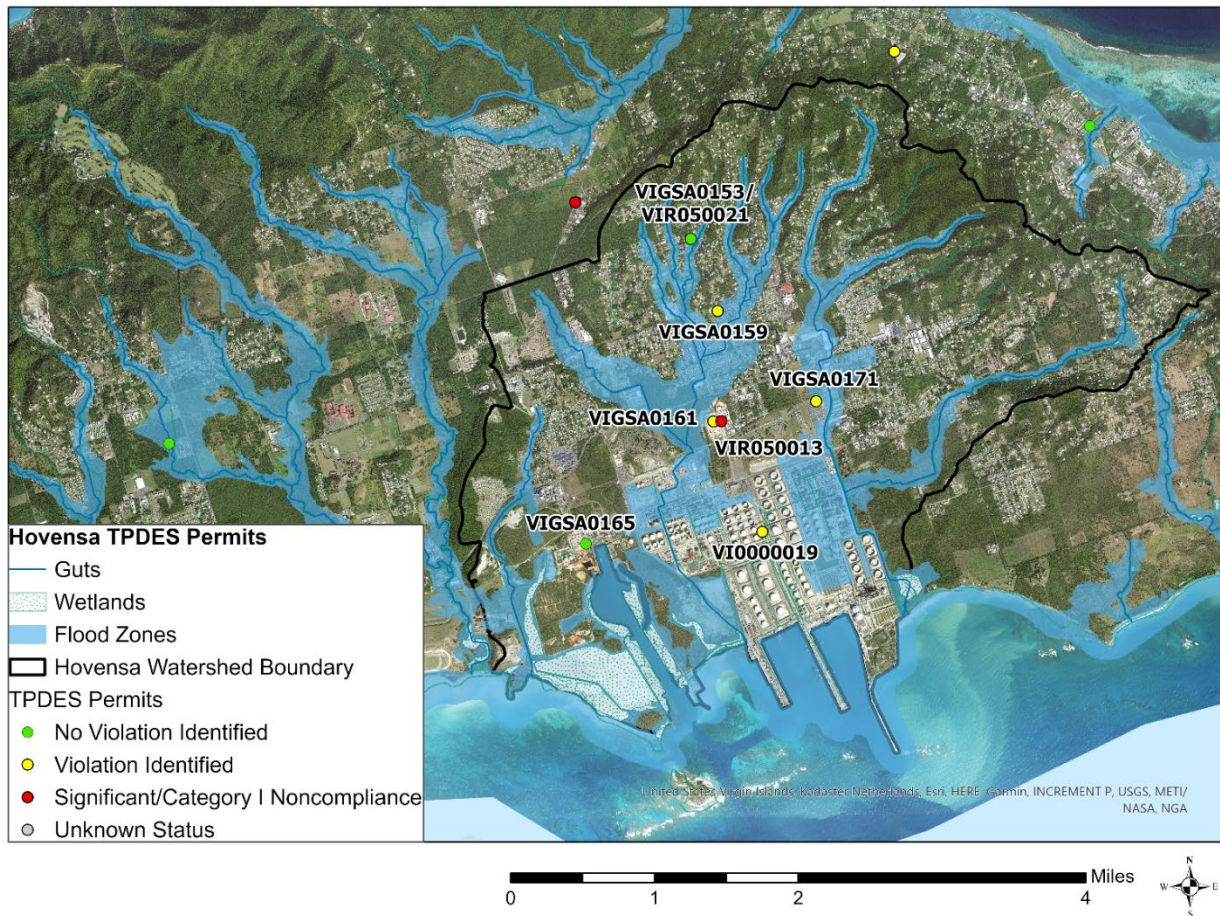 VIGSA0153/
VIR050021
VIGSA0159
VIGSA0171
VIGSA0161
VIR050013
VIGSA0165
VI0000019
Hovensa TPDES Permits
Guts
Wetlands
Flood Zones
Hovensa Watershed Boundary
TPDES Permits
No Violation Identified
Violation Identified
Significant/Category I Noncompliance
Unknown Status
United States Virgin Islands, Kadaster Netherlands, Esri, HERE, Garmin, INCREMENT P, USGS, METI/
NASA, NGA
Miles
0 1 2 4
N
W E
S